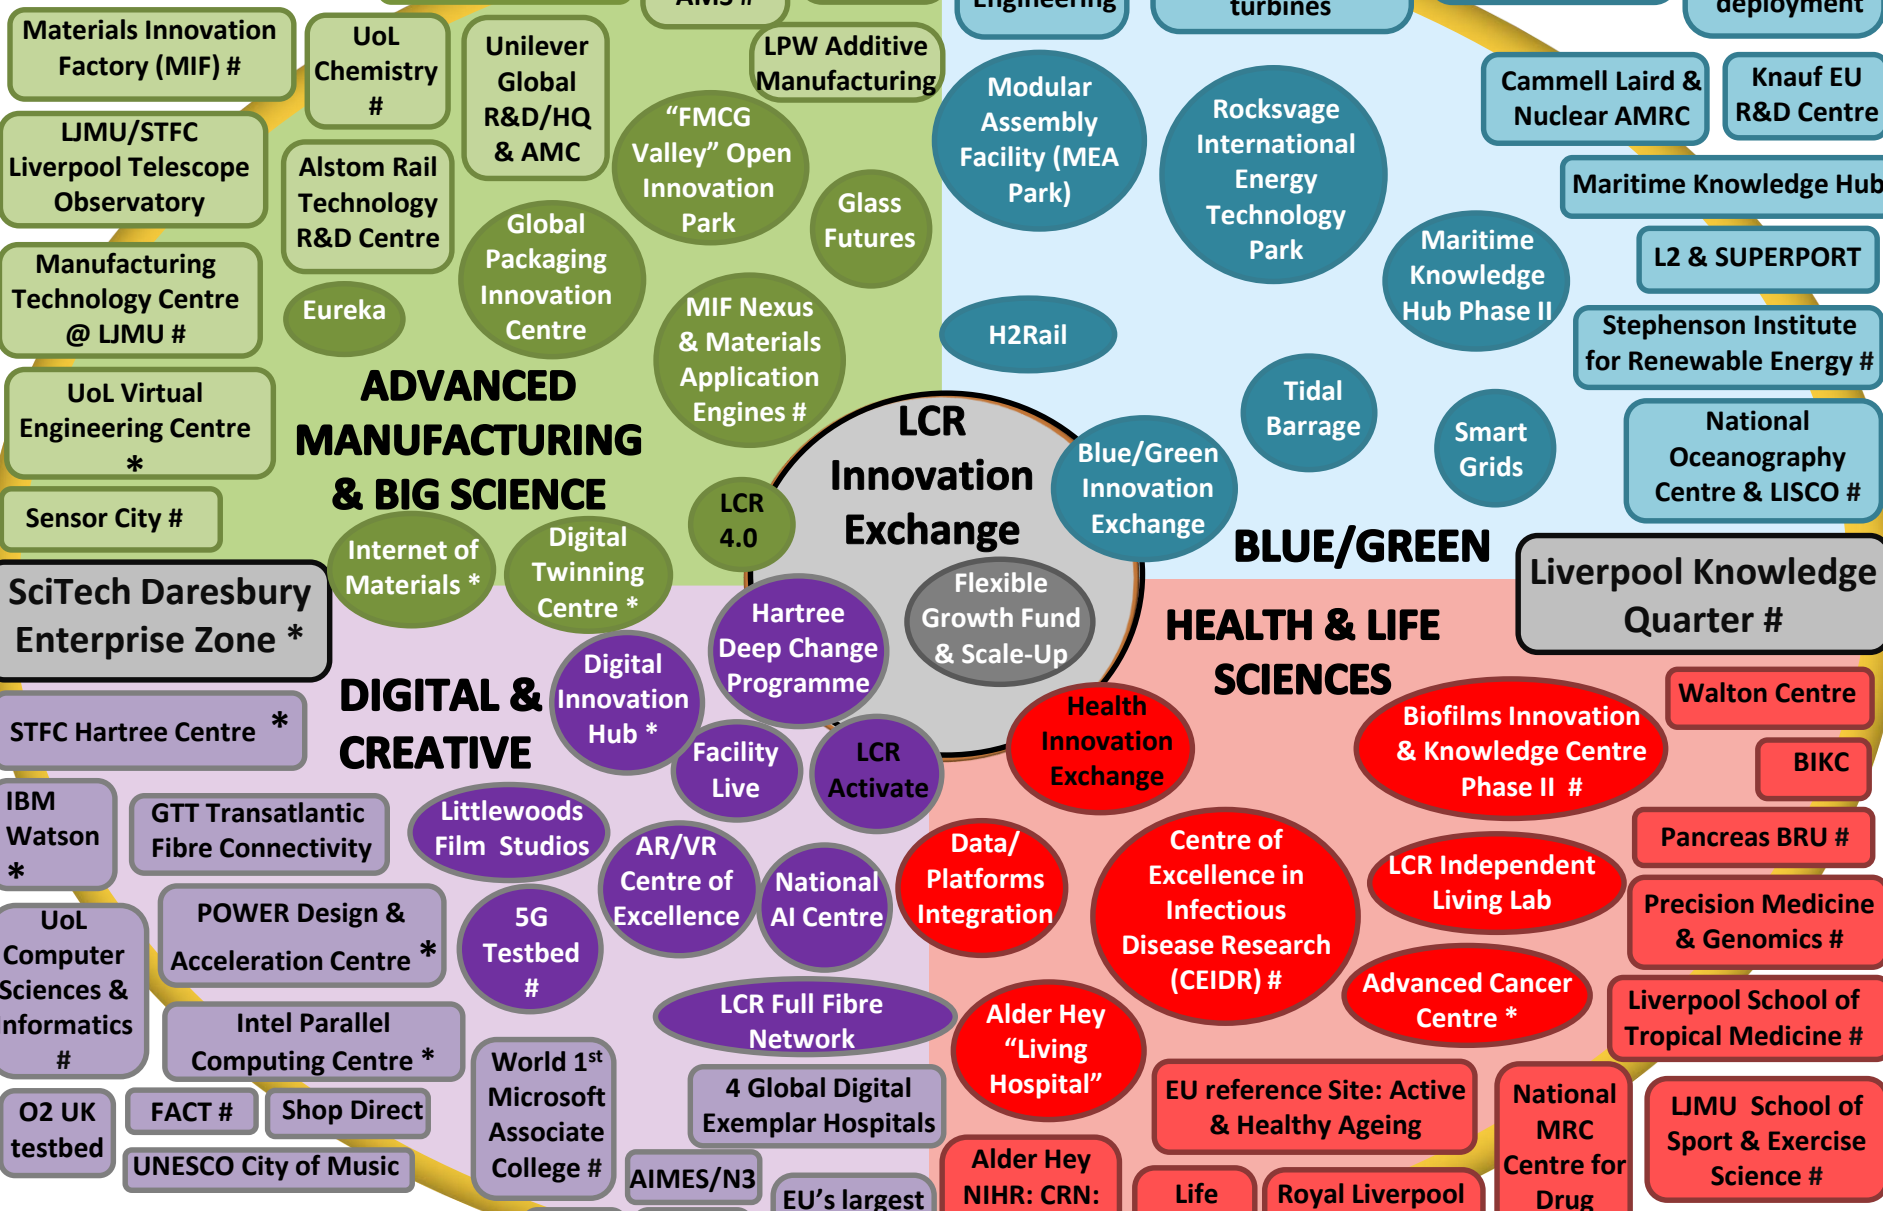 AMS #
Engineering
turbines
deployment
Materials Innovation
Factory (MIF) #
UoL
Chemistry
#
Unilever
Global
R&D/HQ
& AMC
LPW Additive
Manufacturing
LJMU/STFC
Liverpool Telescope
Observatory
Alstom Rail
Technology
R&D Centre
“FMCG
Valley” Open
Innovation
Park
Glass
Futures
Global
Packaging
Innovation
Centre
Manufacturing
Technology Centre
@ LJMU #
Eureka
MIF Nexus
& Materials
Application
Engines #
UoL Virtual
Engineering Centre
*
ADVANCED
MANUFACTURING
& BIG SCIENCE
Sensor City #
LCR
4.0
Internet of
Materials *
Digital
Twinning
Centre *
Modular
Assembly
Facility (MEA
Park)
Rocksvage
International
Energy
Technology
Park
Cammell Laird &
Nuclear AMRC
Knauf EU
R&D Centre
Maritime Knowledge Hub
Maritime
Knowledge
Hub Phase II
L2 & SUPERPORT
H2Rail
Stephenson Institute
for Renewable Energy #
Tidal
Barrage
Smart
Grids
National
Oceanography
Centre & LISCO #
Blue/Green
Innovation
Exchange
BLUE/GREEN
LCR
Innovation
Exchange
Flexible
Growth Fund
& Scale-Up
SciTech Daresbury
Enterprise Zone *
Liverpool Knowledge
Quarter #
Hartree
Deep Change
Programme
Digital
Innovation
Hub *
DIGITAL &
CREATIVE
STFC Hartree Centre *
Facility
Live
LCR
Activate
IBM
Watson
*
GTT Transatlantic
Fibre Connectivity
Littlewoods
Film Studios
AR/VR
Centre of
Excellence
National
AI Centre
UoL
Computer
Sciences &
Informatics
#
POWER Design &
Acceleration Centre *
5G
Testbed
#
LCR Full Fibre
Network
Intel Parallel
Computing Centre *
World 1st
Microsoft
Associate
College #
4 Global Digital
Exemplar Hospitals
O2 UK
testbed
FACT #
Shop Direct
UNESCO City of Music
AIMES/N3
EU’s largest
HEALTH & LIFE
SCIENCES
Health
Innovation
Exchange
Biofilms Innovation
& Knowledge Centre
Phase II #
Walton Centre
BIKC
Pancreas BRU #
Data/
Platforms
Integration
Centre of
Excellence in
Infectious
Disease Research
(CEIDR) #
LCR Independent
Living Lab
Precision Medicine
& Genomics #
Advanced Cancer
Centre *
Liverpool School of
Tropical Medicine #
Alder Hey
“Living
Hospital”
EU reference Site: Active
& Healthy Ageing
National
MRC
Centre for
Drug
LJMU School of
Sport & Exercise
Science #
Alder Hey
NIHR: CRN:
Life
Royal Liverpool